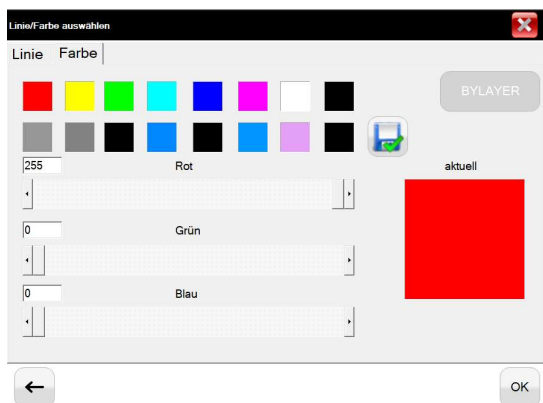 Linie/Farbe auswählen
Linie Farbe
BYLAYER
255 Rot aktuell
0 Grün
0 Blau
OK